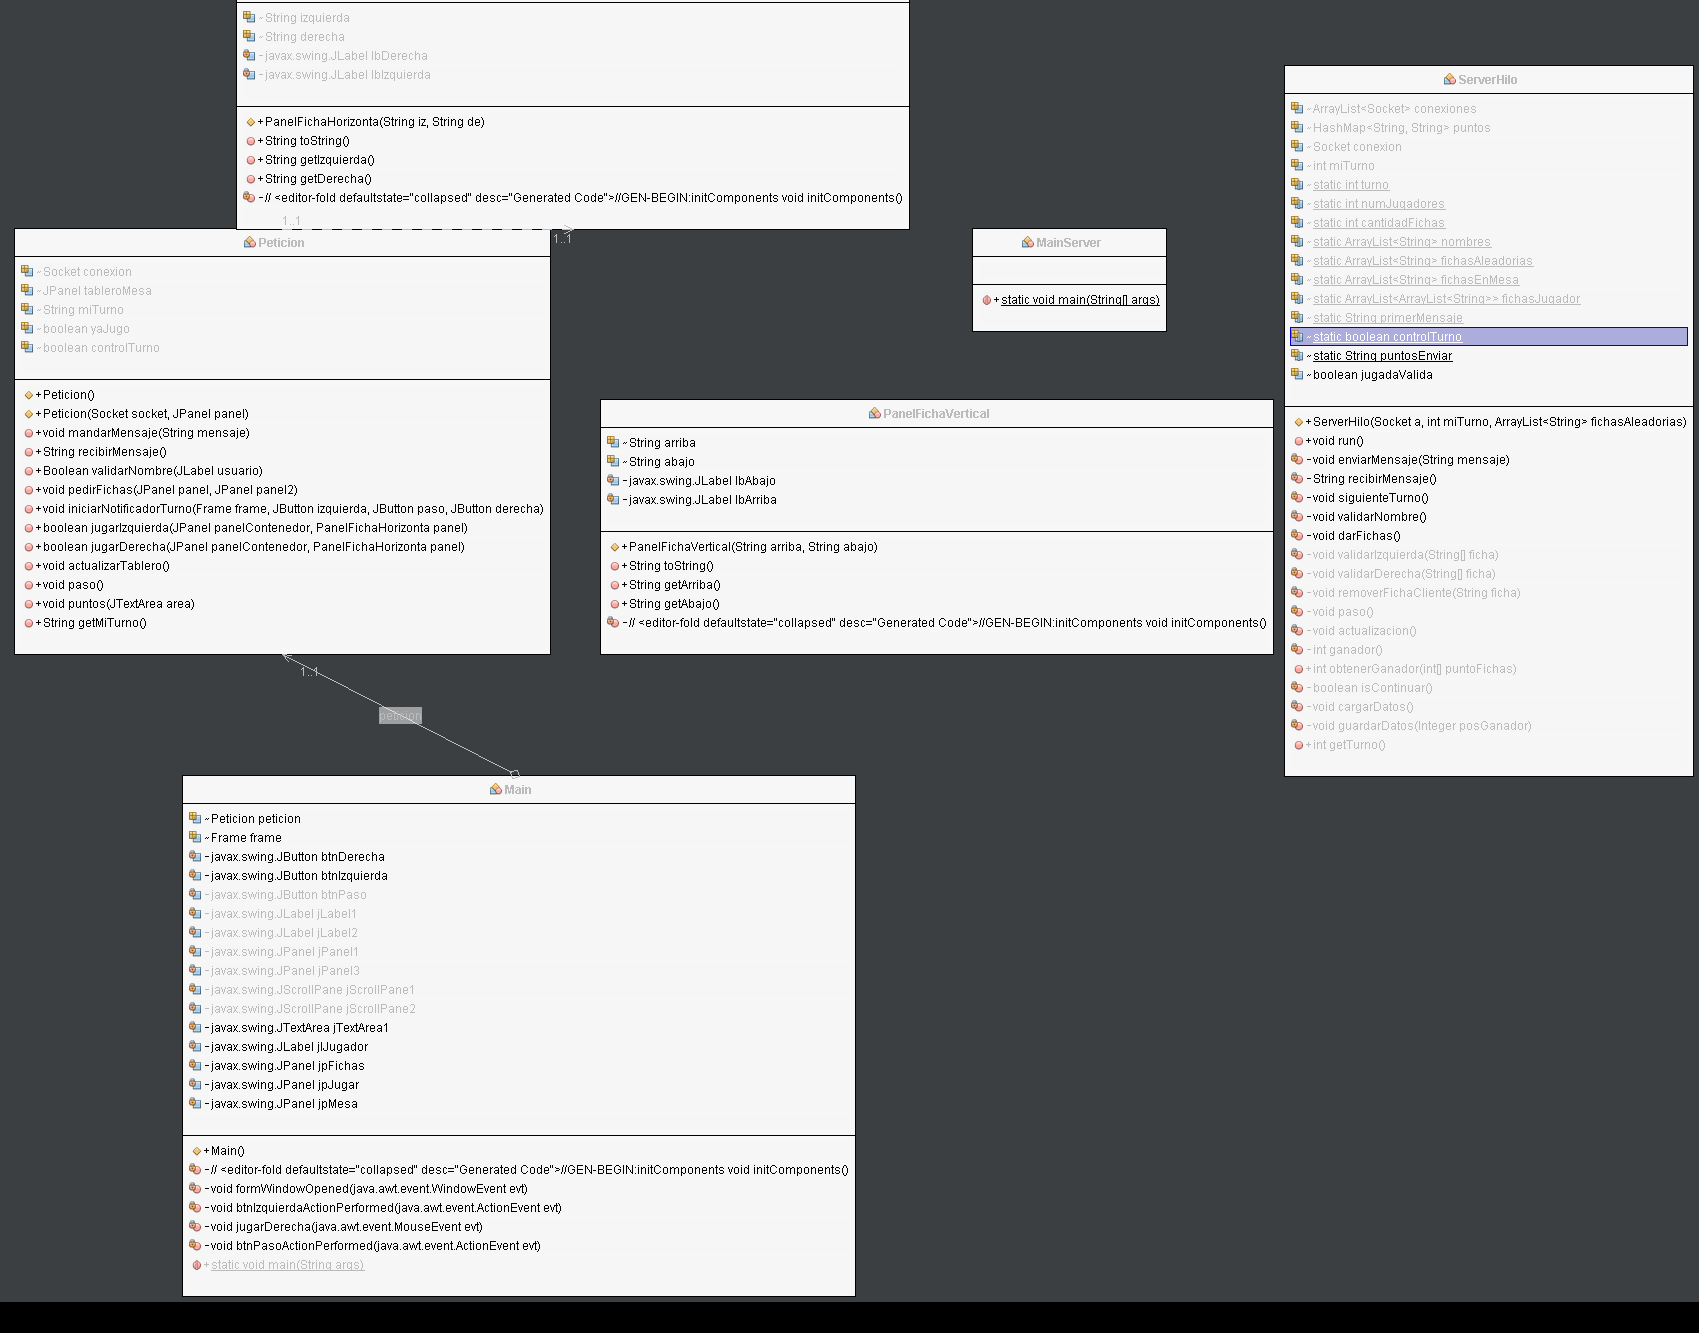 ~String izquierda
~String derecha
-javax.swing.JLabel lbDerecha
-javax.swing.JLabel lbIzquierda
+PanelFichaHorizonta(String iz, String de)
+String toString()
+String getIzquierda()
+String getDerecha()
-// <editor-fold defaultstate="collapsed" desc="Generated Code">//GEN-BEGIN:initComponents void initComponents()
1..1
1..1
Peticion
~Socket conexion
~JPanel tableroMesa
~String miTurno
~boolean yaJugo
~boolean controlTurno
+Peticion()
+Peticion(Socket socket, JPanel panel)
+void mandarMensaje(String mensaje)
+String recibirMensaje()
+Boolean validarNombre(JLabel usuario)
+void pedirFichas(JPanel panel, JPanel panel2)
+void iniciarNotificadorTurno(Frame frame, JButton izquierda, JButton paso, JButton derecha)
+boolean jugarIzquierda(JPanel panelContenedor, PanelFichaHorizonta panel)
+boolean jugarDerecha(JPanel panelContenedor, PanelFichaHorizonta panel)
+void actualizarTablero()
+void paso()
+void puntos(JTextArea area)
+String getMiTurno()
MainServer
+static void main(String[] args)
PanelFichaVertical
~String arriba
~String abajo
-javax.swing.JLabel lbAbajo
-javax.swing.JLabel lbArriba
+PanelFichaVertical(String arriba, String abajo)
+String toString()
+String getArriba()
+String getAbajo()
-// <editor-fold defaultstate="collapsed" desc="Generated Code">//GEN-BEGIN:initComponents void initComponents()
ServerHilo
~ArrayList<Socket> conexiones
~HashMap<String, String> puntos
~Socket conexion
~int miTurno
~static int turno
~static int numJugadores
~static int cantidadFichas
~static ArrayList<String> nombres
~static ArrayList<String> fichasAleadorias
~static ArrayList<String> fichasEnMesa
~static ArrayList<ArrayList<String>> fichasJugador
~static String primerMensaje
~static boolean controlTurno
~static String puntosEnviar
~boolean jugadaValida
+ServerHilo(Socket a, int miTurno, ArrayList<String> fichasAleadorias)
+void run()
-void enviarMensaje(String mensaje)
-String recibirMensaje()
-void siguienteTurno()
-void validarNombre()
-void darFichas()
-void validarIzquierda(String[] ficha)
-void validarDerecha(String[] ficha)
-void removerFichaCliente(String ficha)
-void paso()
-void actualizacion()
-int ganador()
+int obtenerGanador(int[] puntoFichas)
-boolean isContinuar()
-void cargarDatos()
-void guardarDatos(Integer posGanador)
+int getTurno()
1..1
peticion
Main
~Peticion peticion
~Frame frame
-javax.swing.JButton btnDerecha
-javax.swing.JButton btnIzquierda
-javax.swing.JButton btnPaso
-javax.swing.JLabel jLabel1
-javax.swing.JLabel jLabel2
-javax.swing.JPanel jPanel1
-javax.swing.JPanel jPanel3
-javax.swing.JScrollPane jScrollPane1
-javax.swing.JScrollPane jScrollPane2
-javax.swing.JTextArea jTextArea1
-javax.swing.JLabel jlJugador
-javax.swing.JPanel jpFichas
-javax.swing.JPanel jpJugar
-javax.swing.JPanel jpMesa
+Main()
-// <editor-fold defaultstate="collapsed" desc="Generated Code">//GEN-BEGIN:initComponents void initComponents()
-void formWindowOpened(java.awt.event.WindowEvent evt)
-void btnIzquierdaActionPerformed(java.awt.event.ActionEvent evt)
-void jugarDerecha(java.awt.event.MouseEvent evt)
-void btnPasoActionPerformed(java.awt.event.ActionEvent evt)
+static void main(String args)